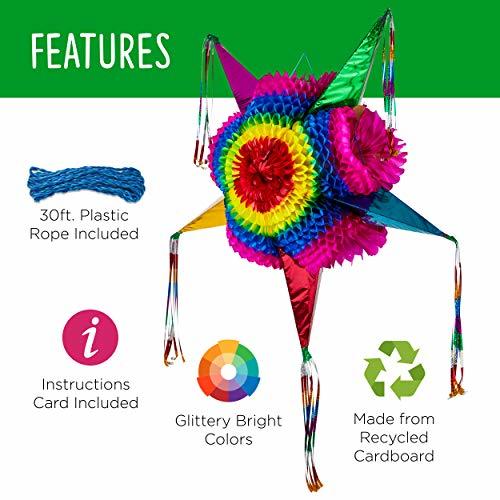 FEATURES
30ft. Plastic
Rope Included
i
Instructions
Card Included
Glittery Bright
Colors
Made from
Recycled
Cardboard